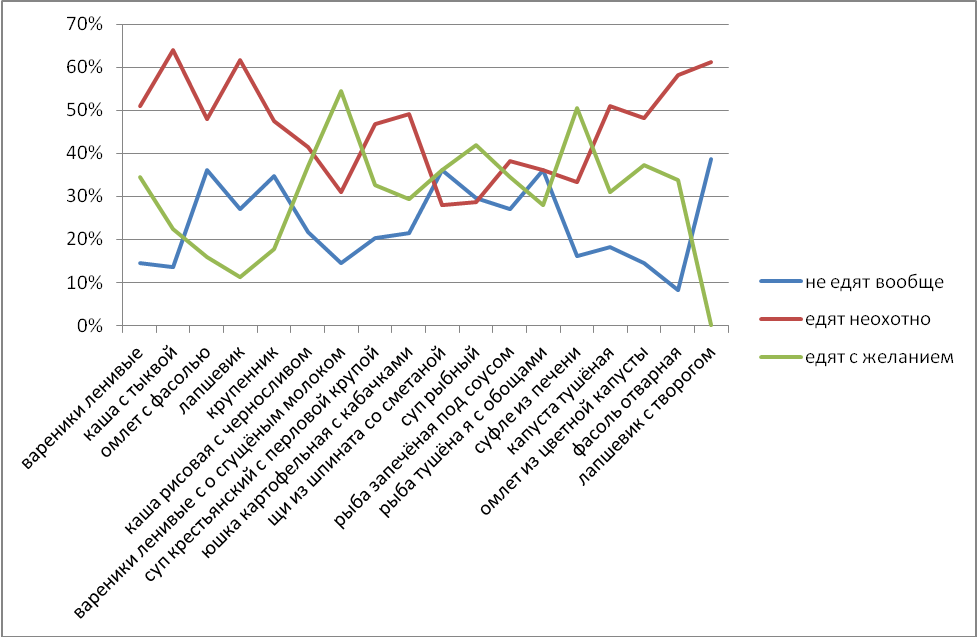 70%
60%
50%
40%
30%
20%
10%
0%
вареники ленивые
каша с тыквой
омлет с фасолью
лапшевик
крупенник
каша рисовая с черносливом
вареники ленивые с о сгущёным молоком
суп крестьянский с перловой крупой
юшка картофельная с кабачками
щи из шпината со сметаной
суп рыбный
рыба запечёная под соусом
рыба тушёна я с обощами
суфле из печени
капуста тушёная
омлет из цветной капусты
фасоль отварная
лапшевик с творогом
не едят вообще
едят неохотно
едят с желанием